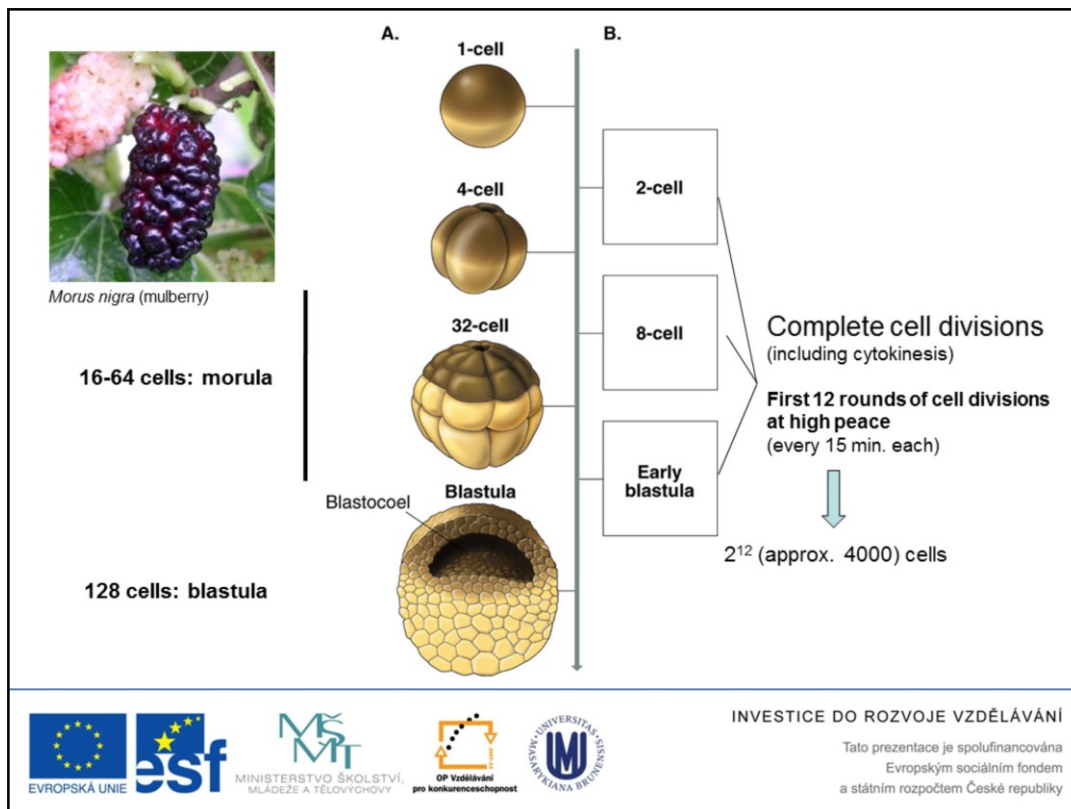 A.
B.
1-cell
4-cell
2-cell
Morus nigra (mulberry)
32-cell
8-cell
16-64 cells: morula
Complete cell divisions
(including cytokinesis)
First 12 rounds of cell divisions
at high peace
(every 15 min. each)
Blastula
Blastocoel
Early
blastula
2¹² (approx. 4000) cells
128 cells: blastula
EVROPSKÁ UNIE
esf
MŠ
MT
MINISTERSTVO ŠKOLSTVÍ,
MLÁDEŽE A TĚLOVÝCHOVY
OP Vzdělávání
pro konkurenceschopnost
UNIVERSITAS
MASARYKIANA BRUNENSIS
INVESTICE DO ROZVOJE VZDĚLÁVÁNÍ
Tato prezentace je spolufinancována
Evropským sociálním fondem
a státním rozpočtem České republiky